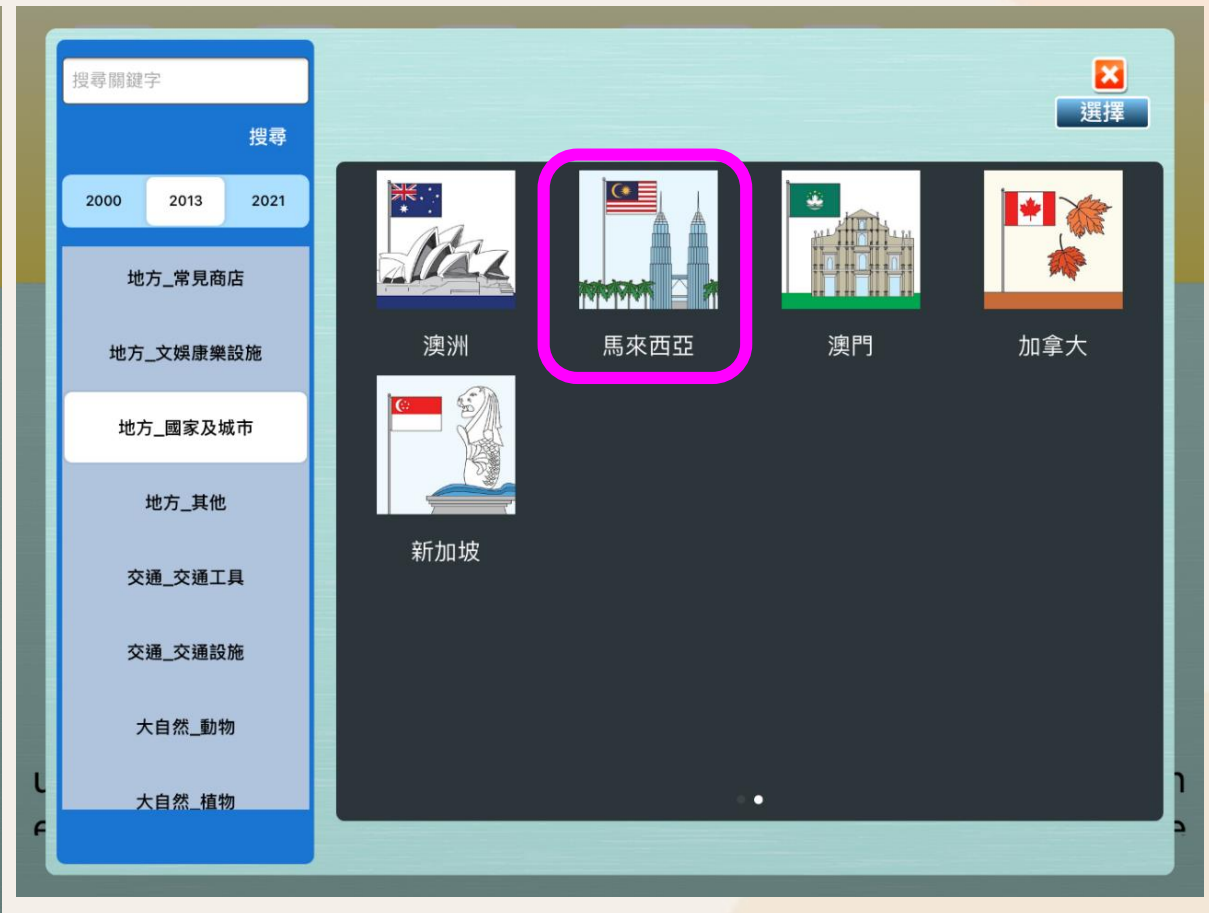 搜尋關鍵字
搜尋
2000 2013 2021
地方_常見商店
地方_文娛康樂設施
地方_國家及城市
地方_其他
交通_交通工具
交通_交通設施
大自然_動物
大自然_植物
選擇
澳洲 馬來西亞 澳門 加拿大
新加坡